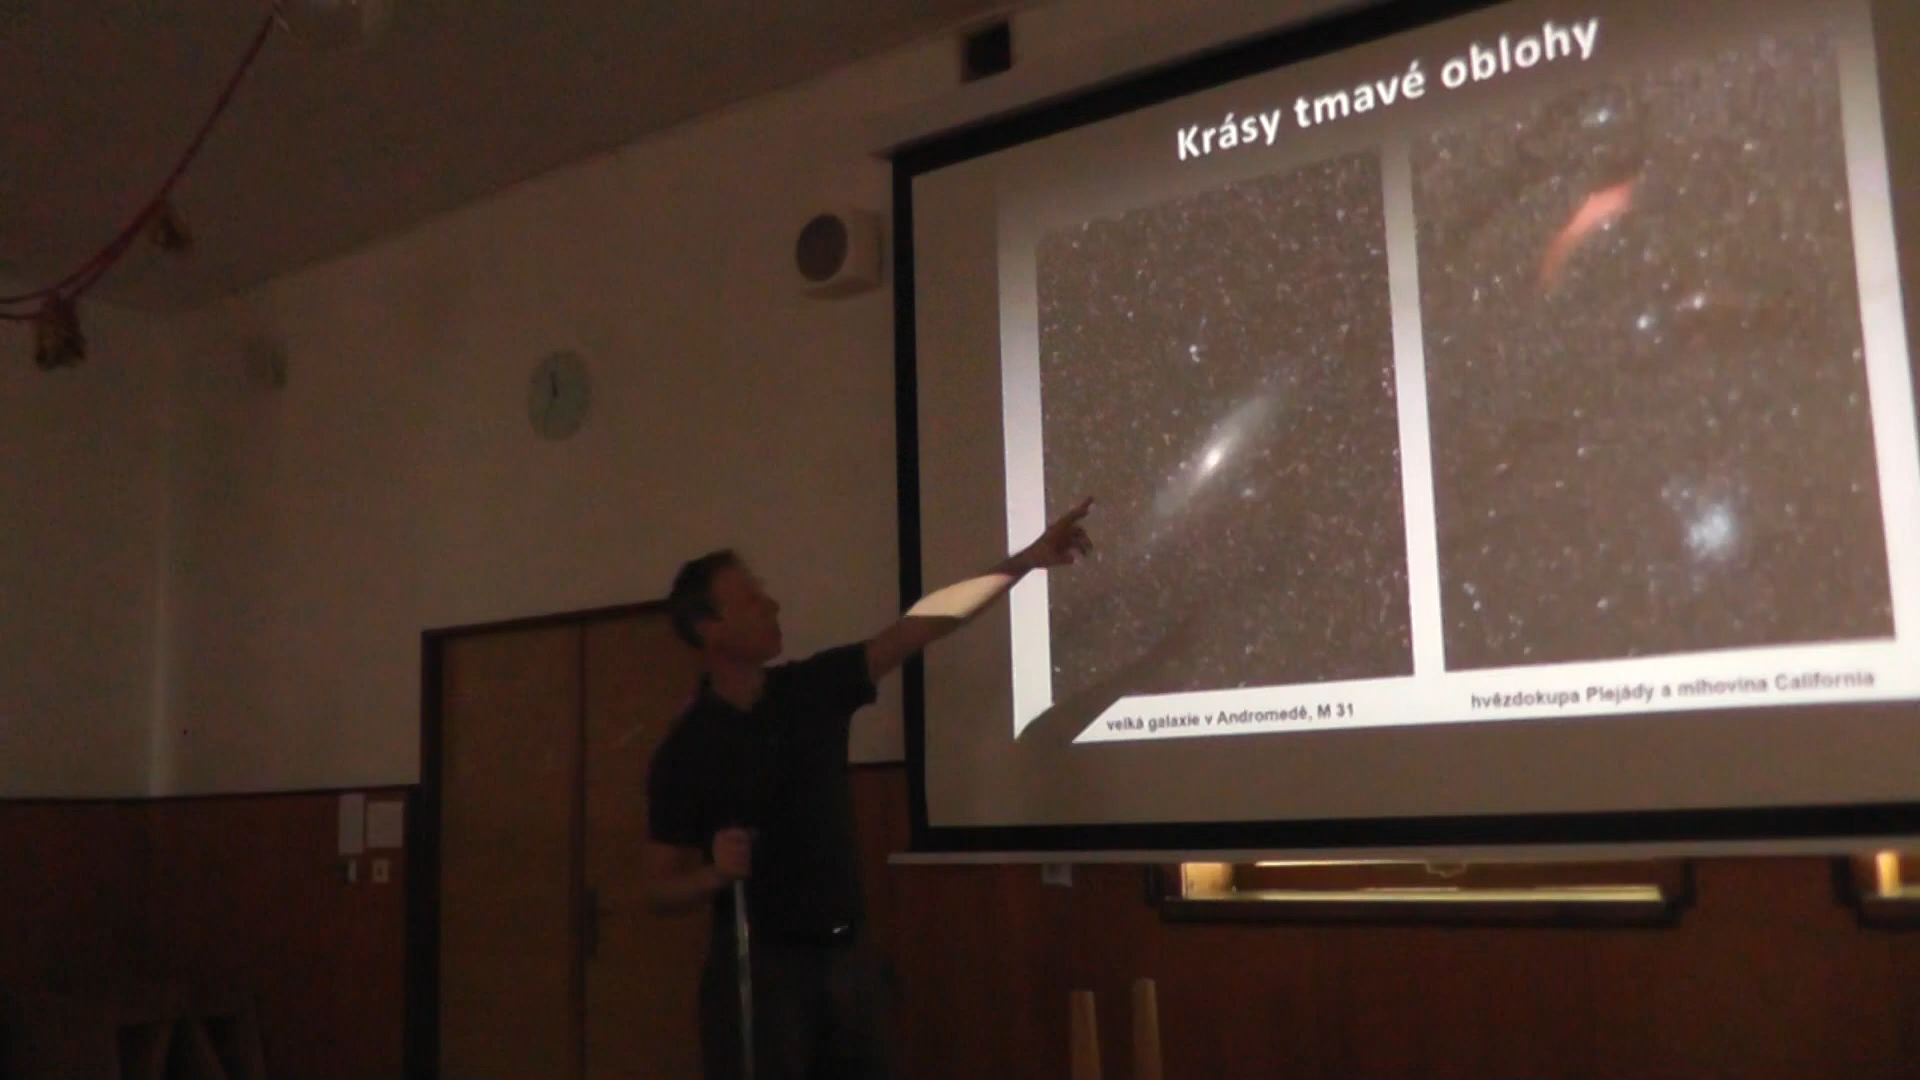 Krásy tmavé oblohy
velká galaxie v Andromedě, M 31
hvězdokupa Plejády a mlhovina California